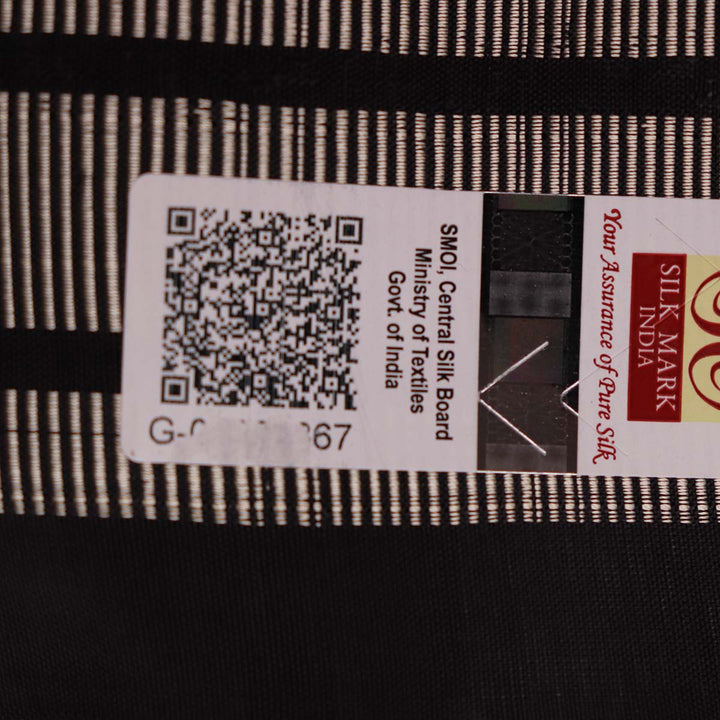 SMOI, Central Silk Board
Ministry of Textiles
Govt. of India
Your Assurance of Pure Silk
SILK MARK
INDIA